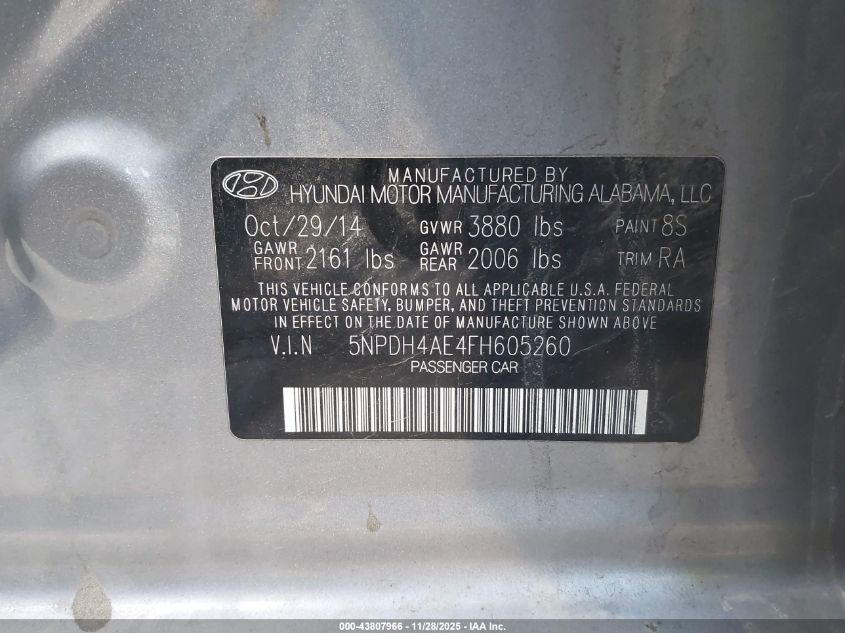 MANUFACTURED BY
HYUNDAI MOTOR MANUFACTURING ALABAMA, LLC
Oct/29/14 GVWR 3880 lbs PAINT 8S
GAWR FRONT 2161 lbs GAWR REAR 2006 lbs TRIM RA
THIS VEHICLE CONFORMS TO ALL APPLICABLE U.S.A. FEDERAL
MOTOR VEHICLE SAFETY, BUMPER, AND THEFT PREVENTION STANDARDS
IN EFFECT ON THE DATE OF MANUFACTURE SHOWN ABOVE
V.I.N 5NPDH4AE4FH605260
PASSENGER CAR
000-43807966 - 11/28/2025 - IAA Inc.